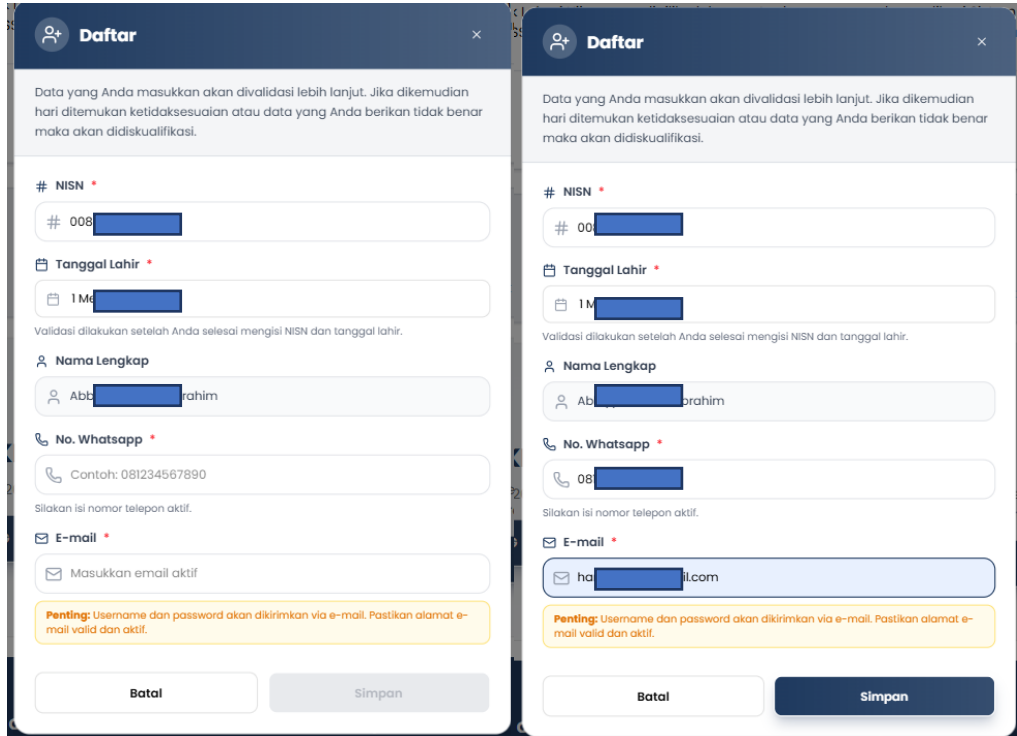 Daftar
Data yang Anda masukkan akan divalidasi lebih lanjut. Jika dikemudian
hari ditemukan ketidaksesuaian atau data yang Anda berikan tidak benar
maka akan didiskualifikasi.
# NISN *
# 008
Tanggal Lahir *
1 Me
Validasi dilakukan setelah Anda selesai mengisi NISN dan tanggal lahir.
Nama Lengkap
Abb rahim
No. Whatsapp *
Contoh: 081234567890
Silakan isi nomor telepon aktif.
E-mail *
Masukkan email aktif
Penting: Username dan password akan dikirimkan via e-mail. Pastikan alamat e-
mail valid dan aktif.
Batal Simpan
Daftar
Data yang Anda masukkan akan divalidasi lebih lanjut. Jika dikemudian
hari ditemukan ketidaksesuaian atau data yang Anda berikan tidak benar
maka akan didiskualifikasi.
# NISN *
# 00
Tanggal Lahir *
1 M
Validasi dilakukan setelah Anda selesai mengisi NISN dan tanggal lahir.
Nama Lengkap
Ab brahim
No. Whatsapp *
08
Silakan isi nomor telepon aktif.
E-mail *
ha il.com
Penting: Username dan password akan dikirimkan via e-mail. Pastikan alamat e-
mail valid dan aktif.
Batal Simpan